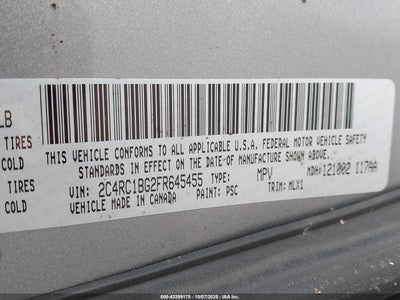 LB
TIRES
COLD
TIRES
COLD
THIS VEHICLE CONFORMS TO ALL APPLICABLE U.S.A. FEDERAL MOTOR VEHICLE SAFETY
STANDARDS IN EFFECT ON THE DATE OF MANUFACTURE SHOWN ABOVE.
VIN: 2C4RC1BG2FR645455 TYPE: MPV MDH: 121002 117AA
VEHICLE MADE IN CANADA PAINT: PSC TRIM: MLX1
000-43399175 - 10/07/2025 - IAA Inc.